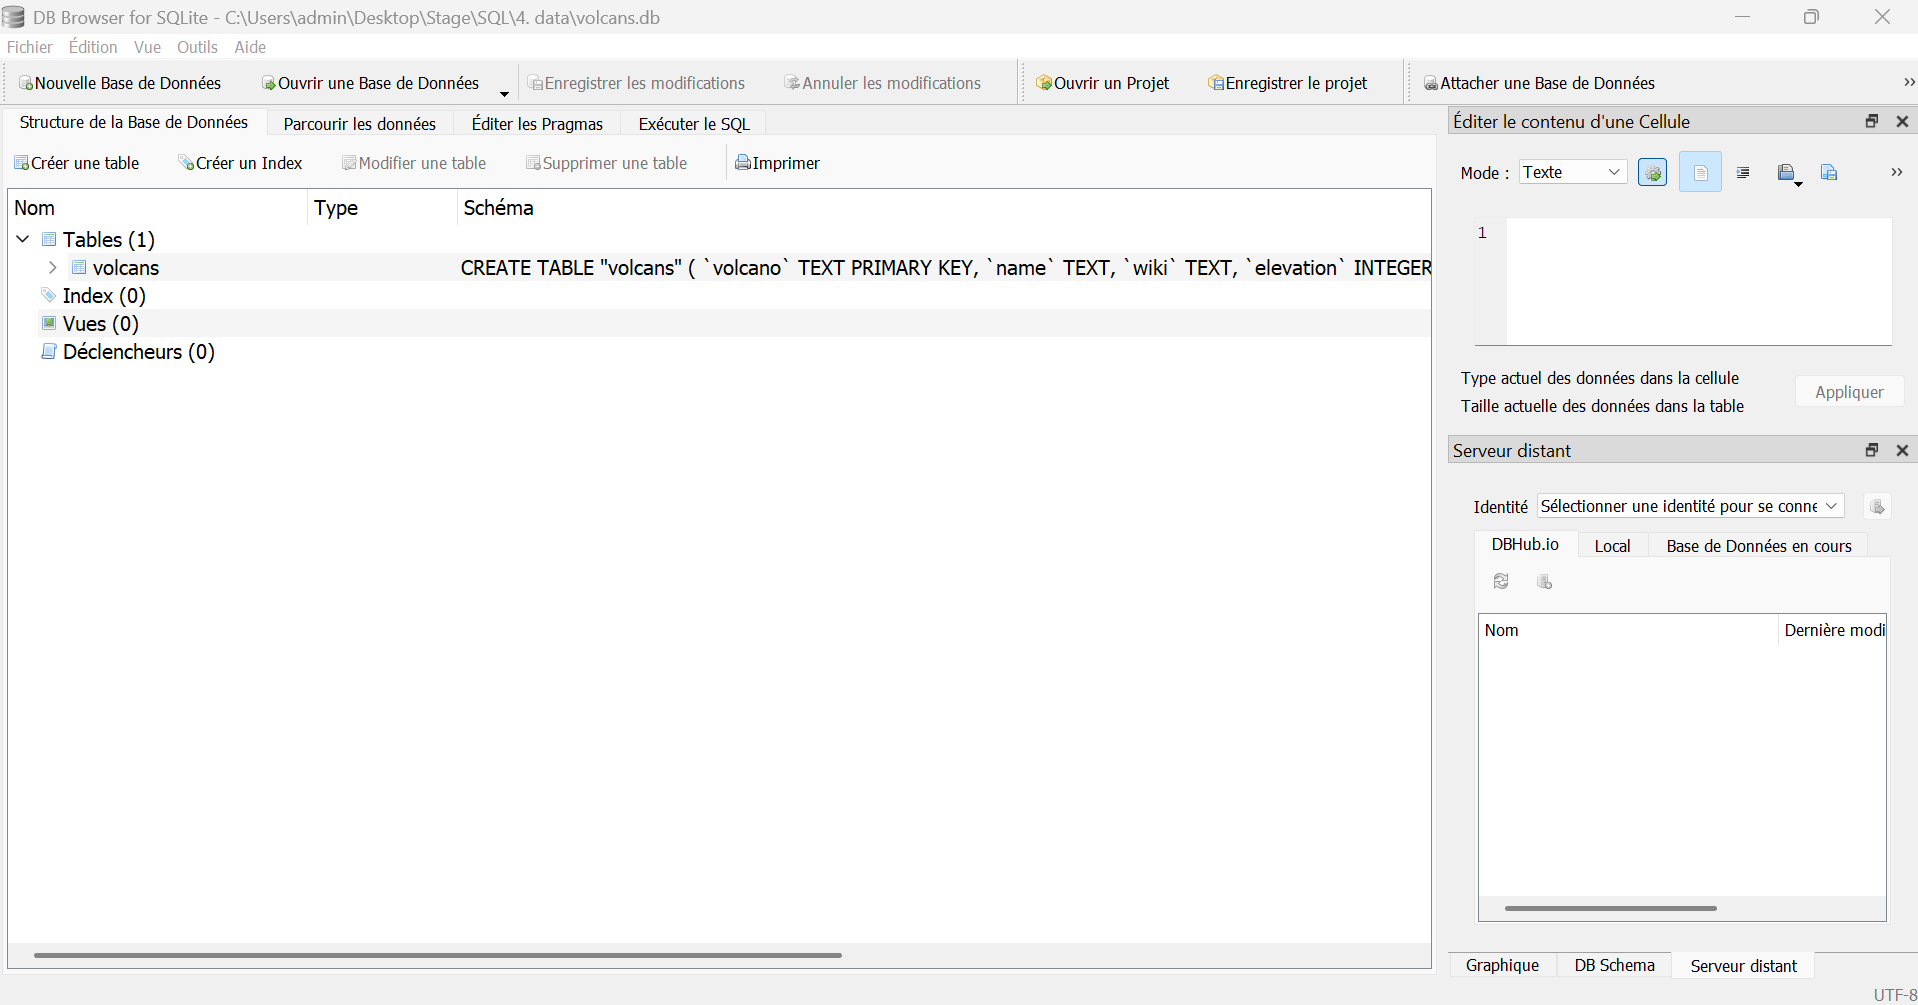 DB Browser for SQLite - C:\Users\admin\Desktop\Stage\SQL\4. data\volcans.db
Fichier Édition Vue Outils Aide
Nouvelle Base de Données Ouvrir une Base de Données Enregistrer les modifications Annuler les modifications Ouvrir un Projet Enregistrer le projet Attacher une Base de Données »
Structure de la Base de Données Parcourir les données Éditer les Pragmas Exécuter le SQL
Créer une table Créer un Index Modifier une table Supprimer une table Imprimer
Nom Type Schéma
Tables (1)
volcans CREATE TABLE "volcans" ( `volcano` TEXT PRIMARY KEY, `name` TEXT, `wiki` TEXT, `elevation` INTEGER
Index (0)
Vues (0)
Déclencheurs (0)
Éditer le contenu d'une Cellule
Mode : Texte »
1
Type actuel des données dans la cellule
Taille actuelle des données dans la table
Appliquer
Serveur distant
Identité Sélectionner une identité pour se conne
DBHub.io Local Base de Données en cours
Nom Dernière modi
Graphique DB Schema Serveur distant
UTF-8